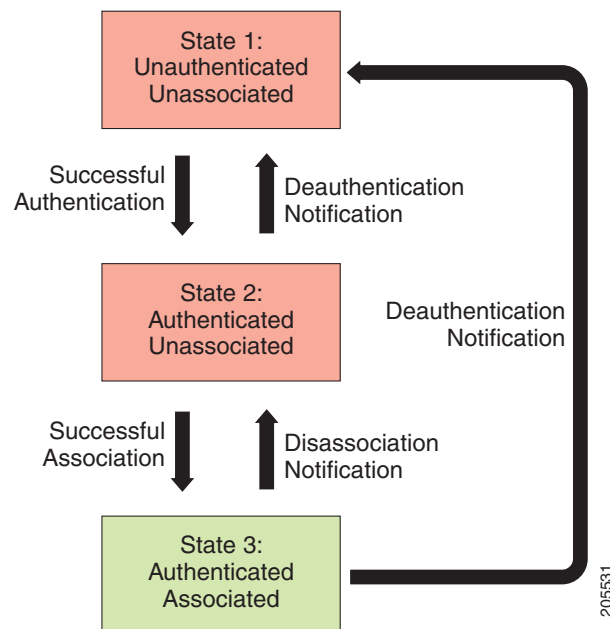 State 1:
Unauthenticated
Unassociated
Successful
Authentication
Deauthentication
Notification
State 2:
Authenticated
Unassociated
Deauthentication
Notification
Successful
Association
Disassociation
Notification
State 3:
Authenticated
Associated
205531